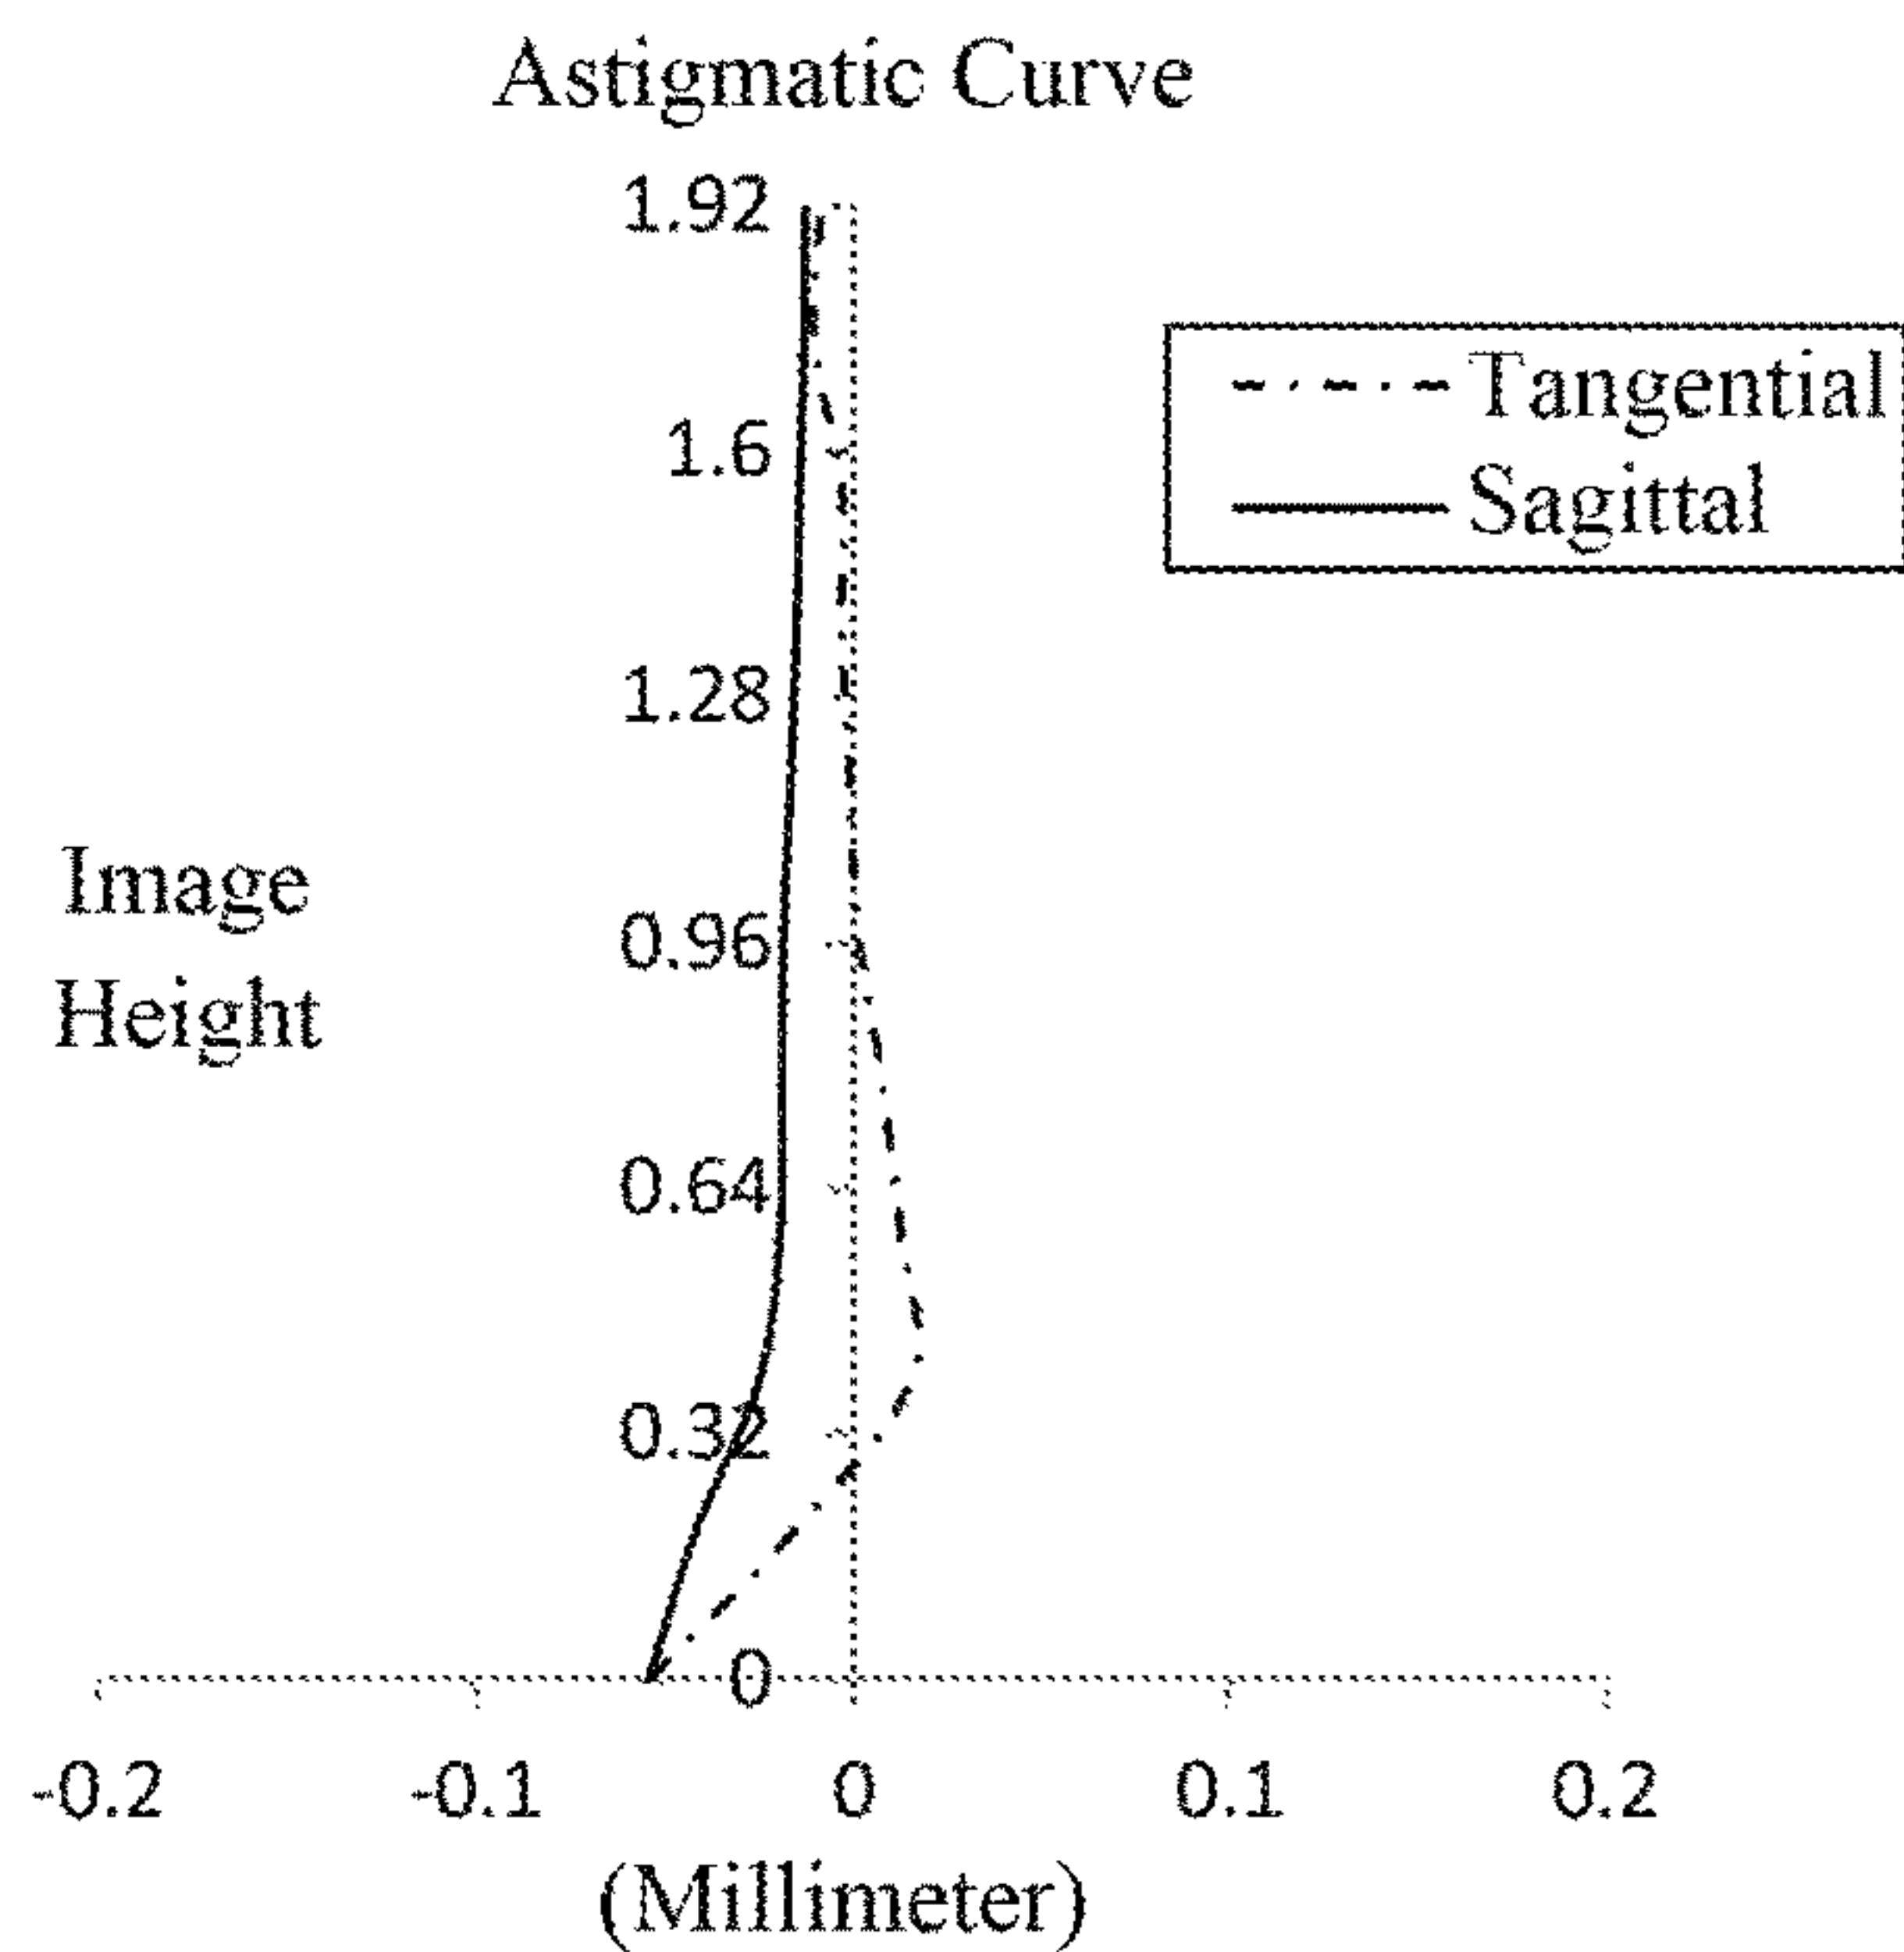 Astigmatic Curve
1.92
Tangential
1.6
Sagittal
1.28
Image
Height
0.96
0.64
0.32
0
-0.2 -0.1 0 0.1 0.2
(Millimeter)